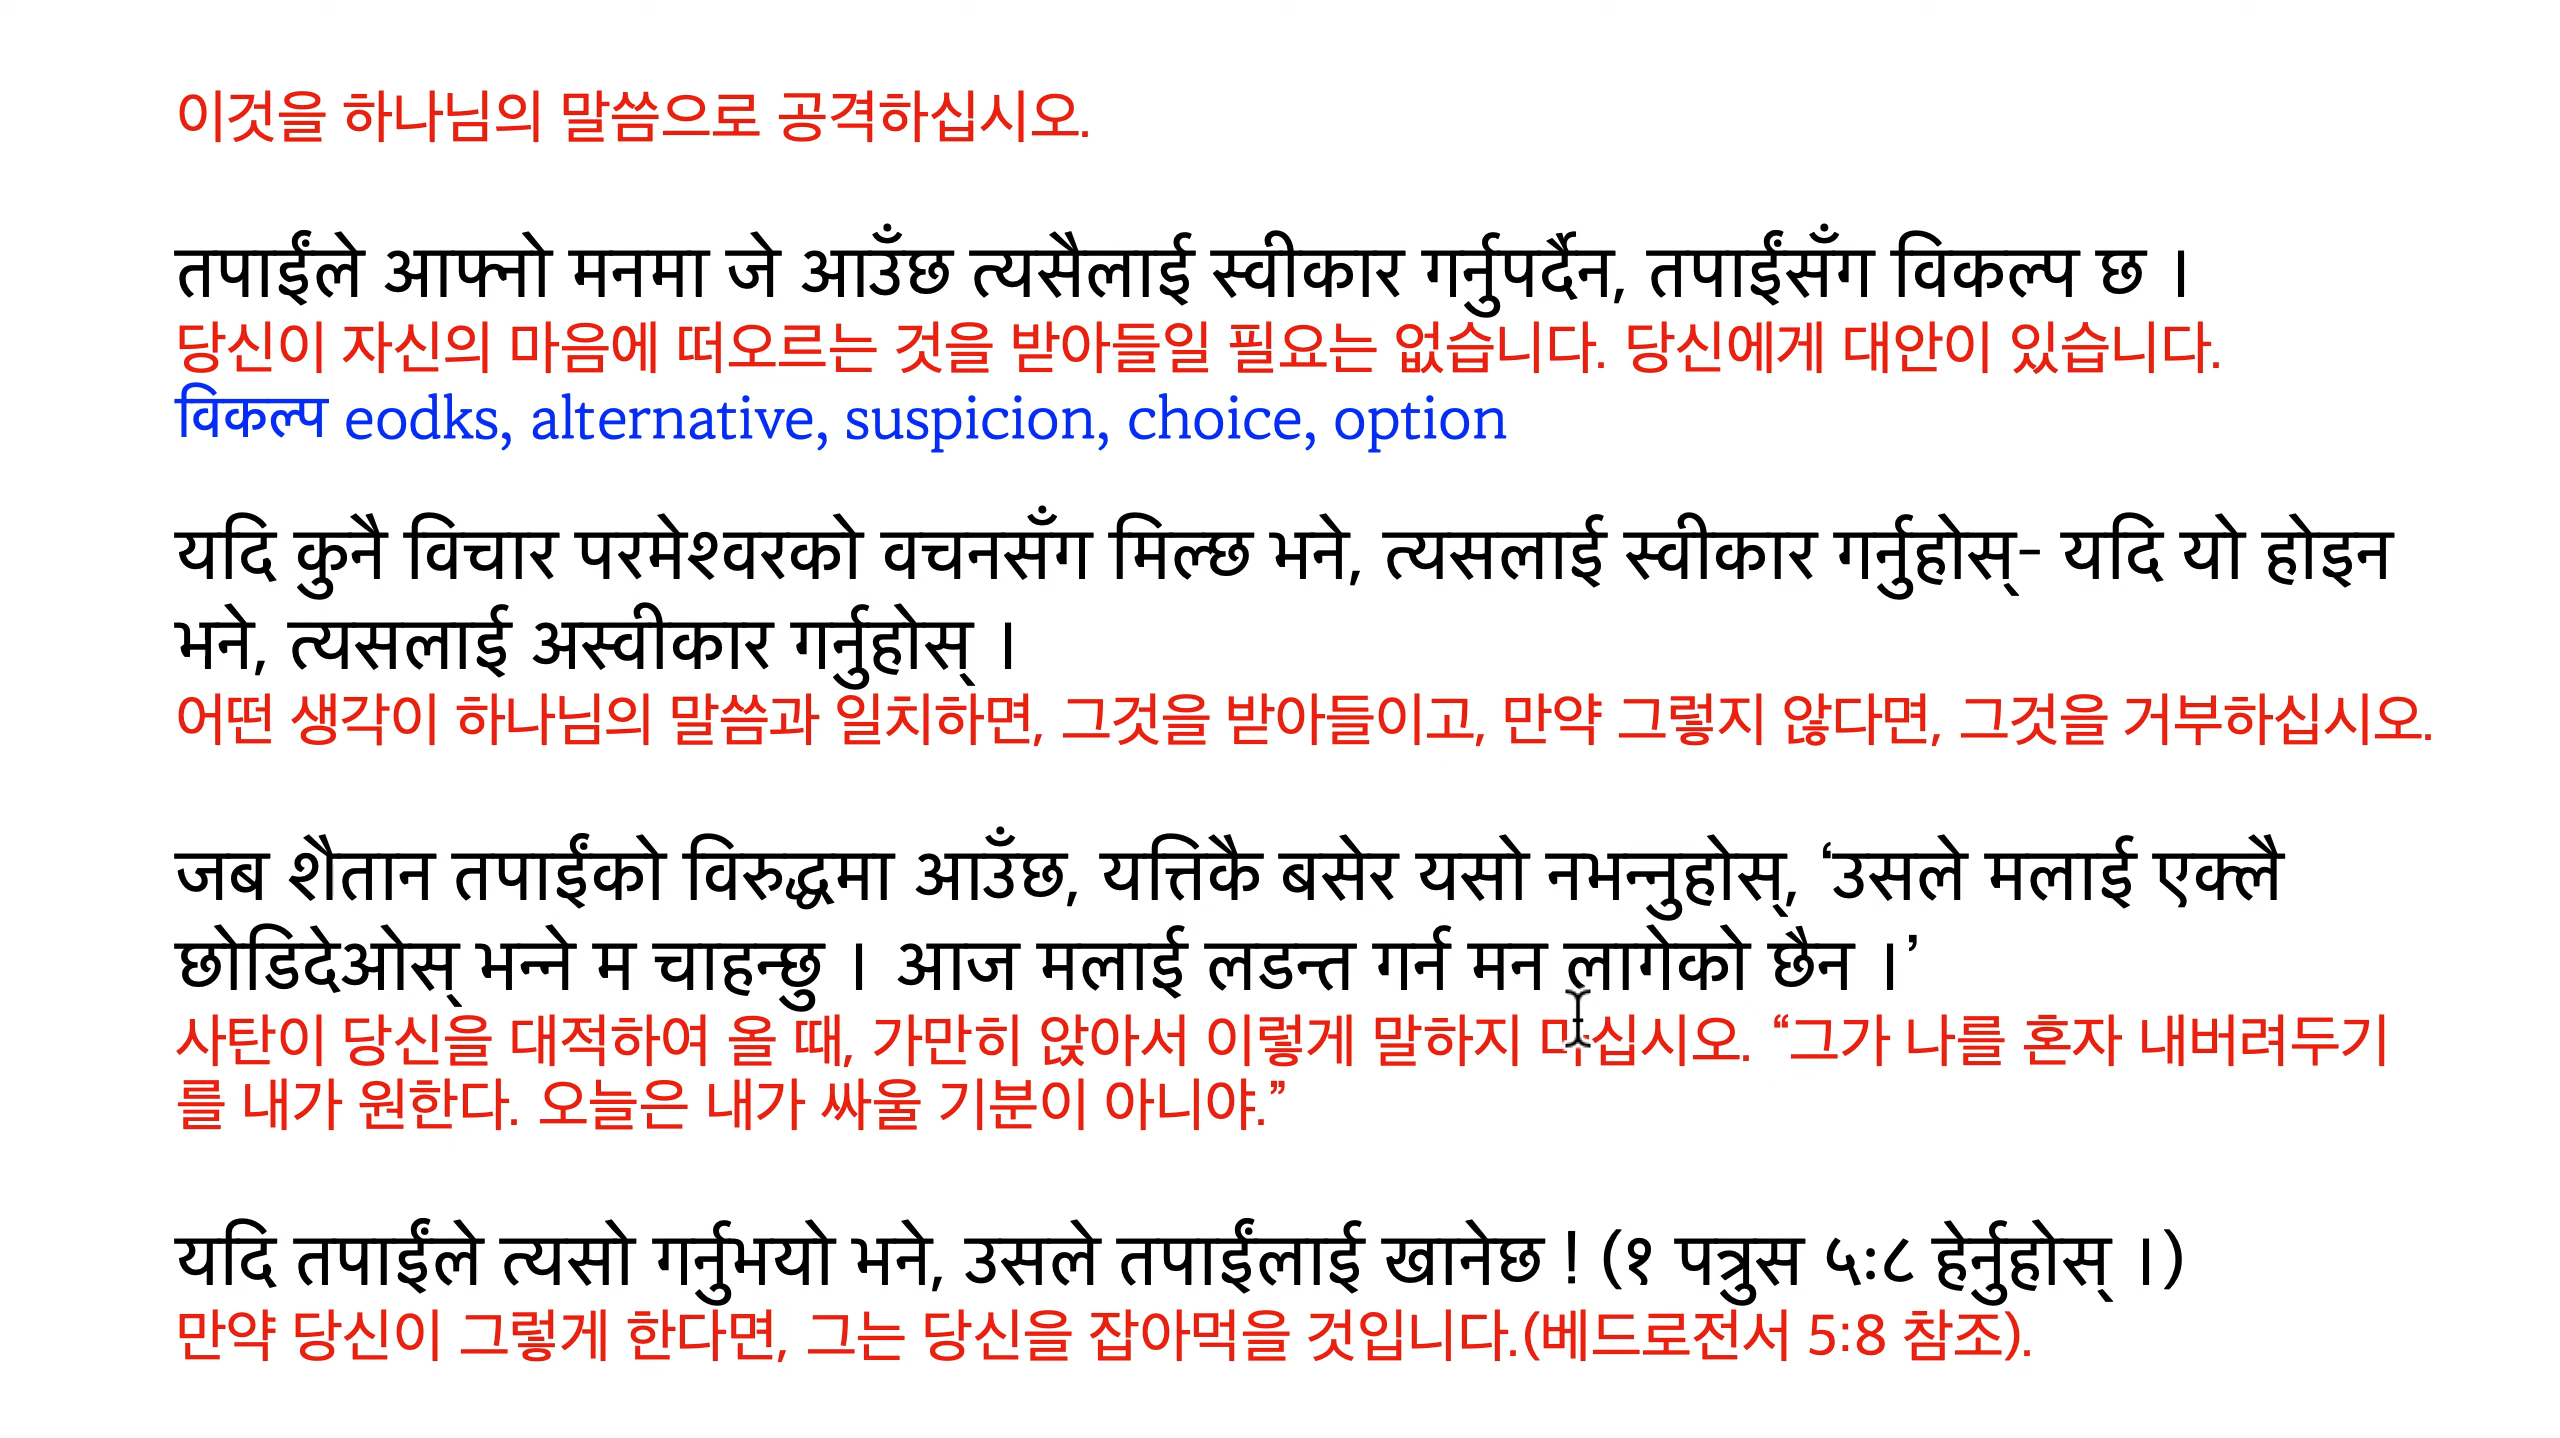 이것을 하나님의 말씀으로 공격하십시오.
तपाईंले आफ्नो मनमा जे आउँछ त्यसैलाई स्वीकार गर्नुपर्दैन, तपाईंसँग विकल्प छ ।
당신이 자신의 마음에 떠오르는 것을 받아들일 필요는 없습니다. 당신에게 대안이 있습니다.
विकल्प eodks, alternative, suspicion, choice, option
यदि कुनै विचार परमेश्वरको वचनसँग मिल्छ भने, त्यसलाई स्वीकार गर्नुहोस्- यदि यो होइन
भने, त्यसलाई अस्वीकार गर्नुहोस् ।
어떤 생각이 하나님의 말씀과 일치하면, 그것을 받아들이고, 만약 그렇지 않다면, 그것을 거부하십시오.
जब शैतान तपाईंको विरुद्धमा आउँछ, यत्तिकै बसेर यसो नभन्नुहोस्, ‘उसले मलाई एक्लै
छोडिदेओस् भन्ने म चाहन्छु । आज मलाई लडन्त गर्न मन लागेको छैन ।’
사탄이 당신을 대적하여 올 때, 가만히 앉아서 이렇게 말하지 마십시오. “그가 나를 혼자 내버려두기
를 내가 원한다. 오늘은 내가 싸울 기분이 아니야.”
यदि तपाईंले त्यसो गर्नुभयो भने, उसले तपाईंलाई खानेछ ! (१ पत्रुस ५:८ हेर्नुहोस् ।)
만약 당신이 그렇게 한다면, 그는 당신을 잡아먹을 것입니다.(베드로전서 5:8 참조).